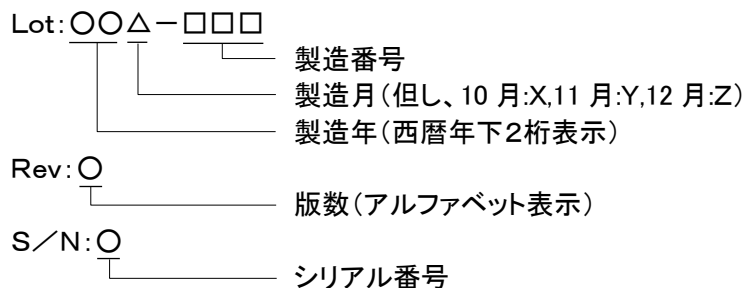 Lot:○○△－□□□
製造番号
製造月(但し、10 月:X,11 月:Y,12 月:Z)
製造年(西暦年下２桁表示)
Rev:○
版数(アルファベット表示)
S／N:○
シリアル番号